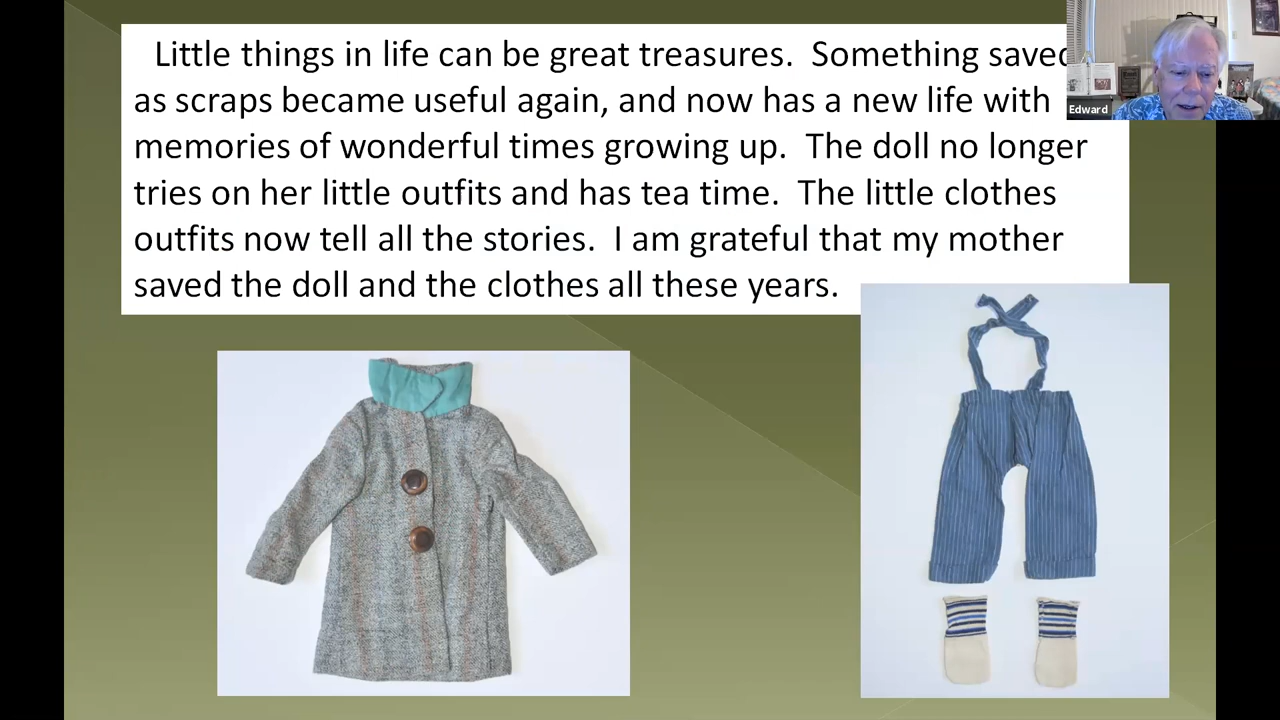 Little things in life can be great treasures.  Something saved
as scraps became useful again, and now has a new life with
memories of wonderful times growing up.  The doll no longer
tries on her little outfits and has tea time.  The little clothes
outfits now tell all the stories.  I am grateful that my mother
saved the doll and the clothes all these years.
Edward